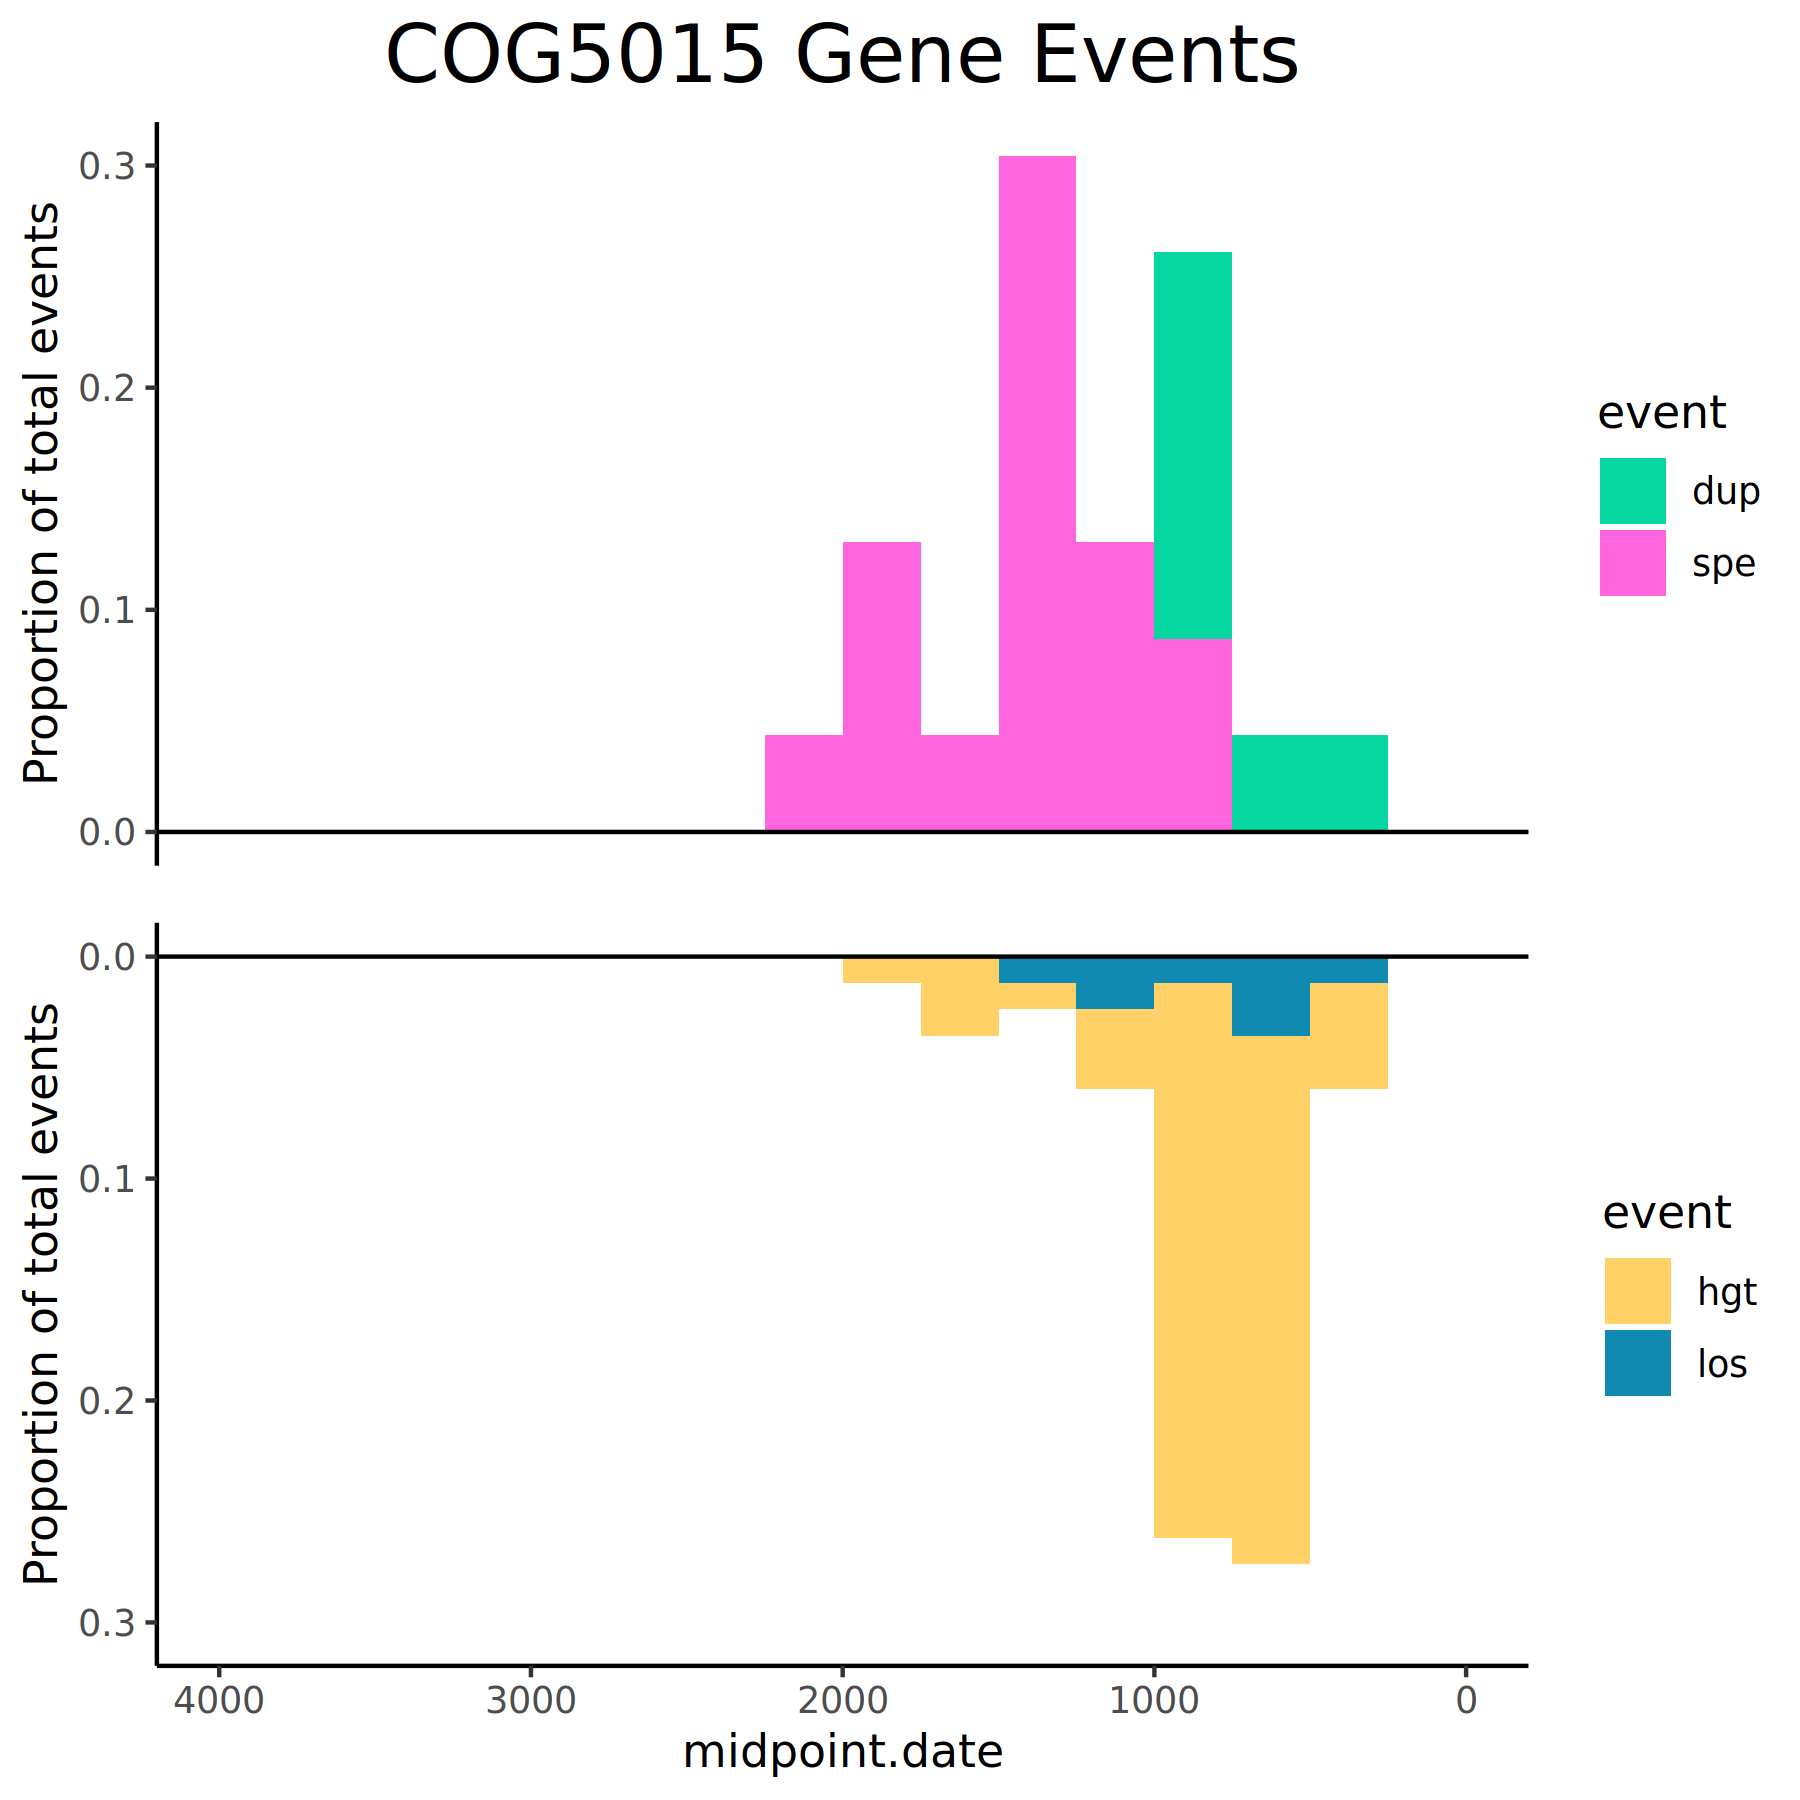 COG5015 Gene Events
Proportion of total events
0.3
0.2
0.1
0.0
event
dup
spe
Proportion of total events
0.0
0.1
0.2
0.3
event
hgt
los
4000 3000 2000 1000 0
midpoint.date